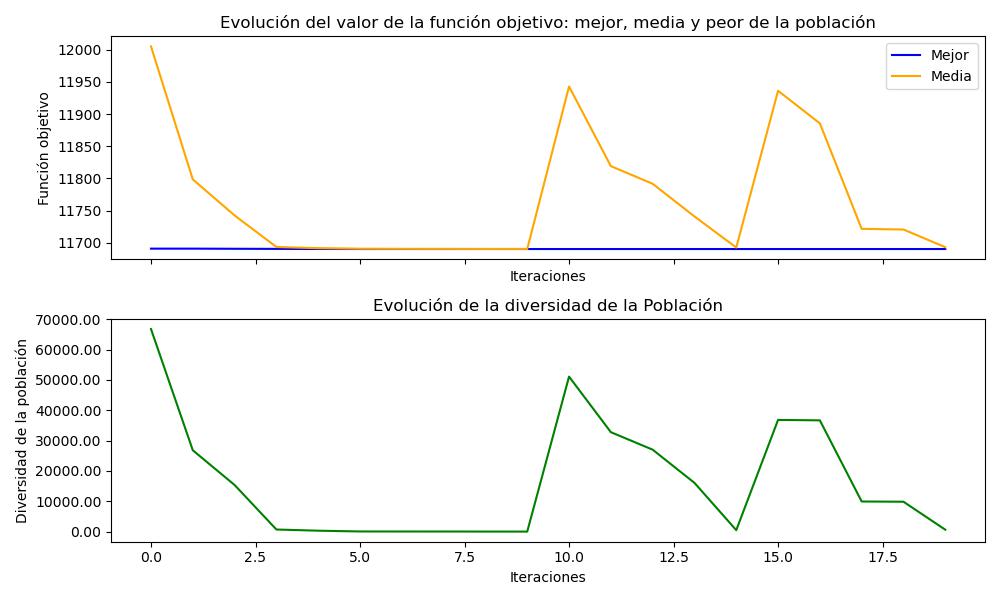 Evolución del valor de la función objetivo: mejor, media y peor de la población
12000
11950
11900
11850
11800
11750
11700
Función objetivo
Mejor
Media
Iteraciones
Evolución de la diversidad de la Población
70000.00
60000.00
50000.00
40000.00
30000.00
20000.00
10000.00
0.00
Diversidad de la población
0.0 2.5 5.0 7.5 10.0 12.5 15.0 17.5
Iteraciones